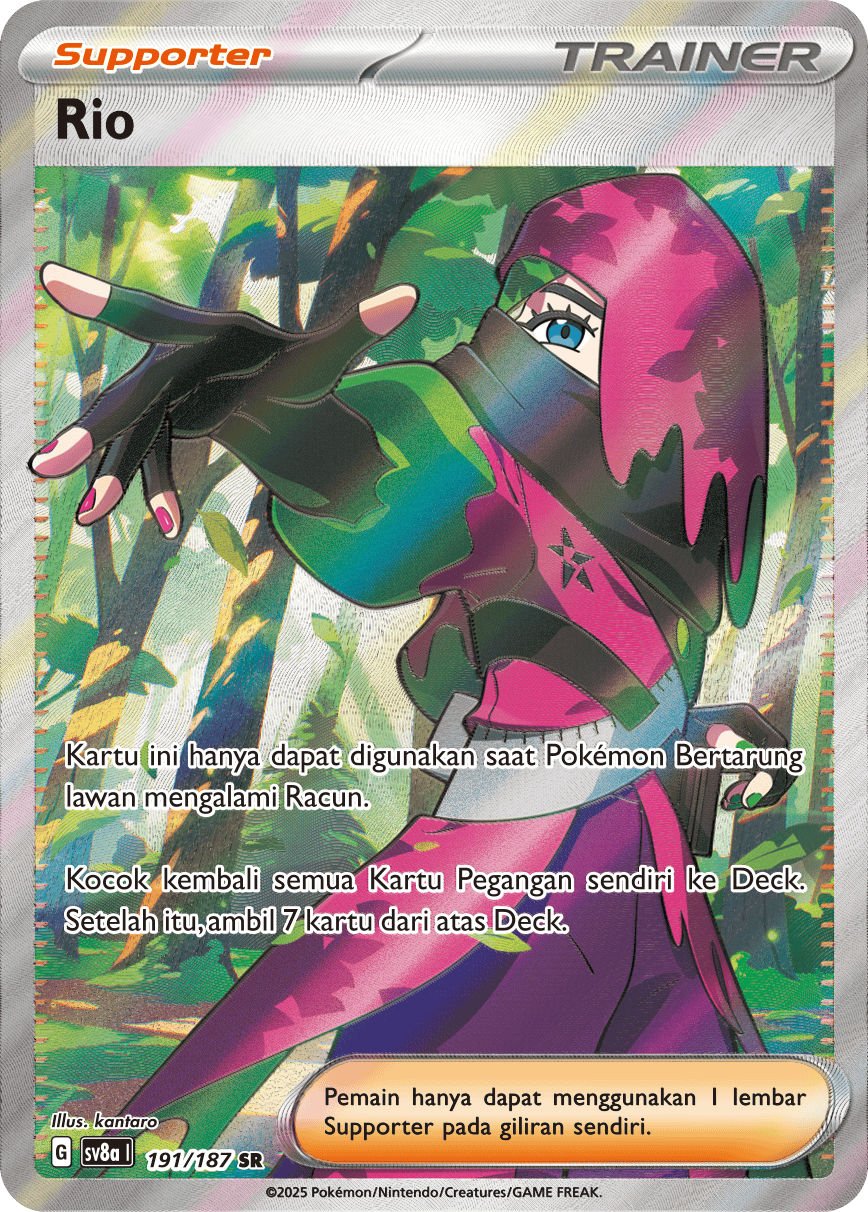 Supporter
TRAINER
Rio
Kartu ini hanya dapat digunakan saat Pokémon Bertarung
lawan mengalami Racun.
Kocok kembali semua Kartu Pegangan sendiri ke Deck.
Setelah itu, ambil 7 kartu dari atas Deck.
Pemain hanya dapat menggunakan 1 lembar
Supporter pada giliran sendiri.
Illus. kantaro
G sv8a I 191/187 SR
©2025 Pokémon/Nintendo/Creatures/GAME FREAK.